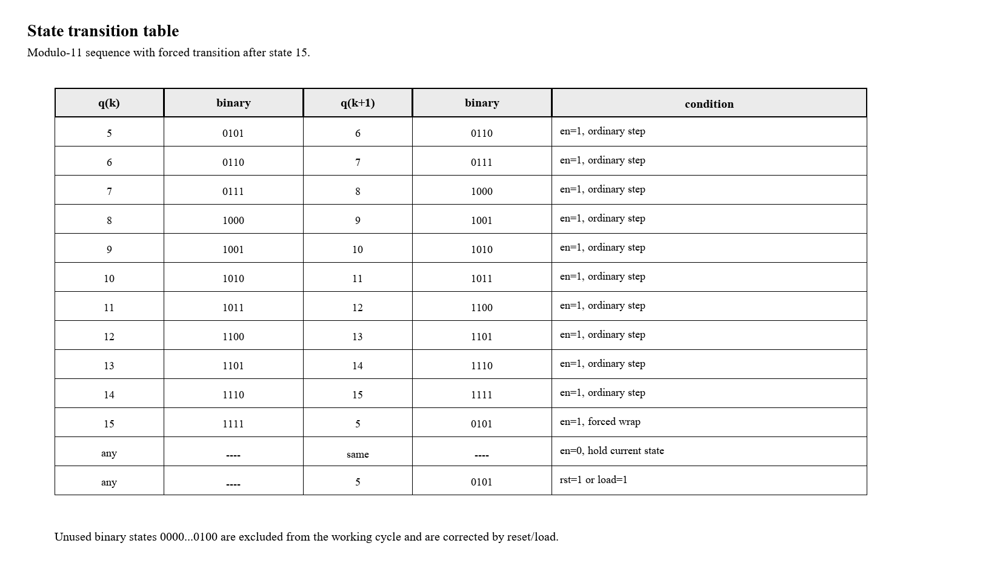 State transition table
Modulo-11 sequence with forced transition after state 15.
q(k) binary q(k+1) binary condition
5 0101 6 0110 en=1, ordinary step
6 0110 7 0111 en=1, ordinary step
7 0111 8 1000 en=1, ordinary step
8 1000 9 1001 en=1, ordinary step
9 1001 10 1010 en=1, ordinary step
10 1010 11 1011 en=1, ordinary step
11 1011 12 1100 en=1, ordinary step
12 1100 13 1101 en=1, ordinary step
13 1101 14 1110 en=1, ordinary step
14 1110 15 1111 en=1, ordinary step
15 1111 5 0101 en=1, forced wrap
any ---- same ---- en=0, hold current state
any ---- 5 0101 rst=1 or load=1
Unused binary states 0000...0100 are excluded from the working cycle and are corrected by reset/load.